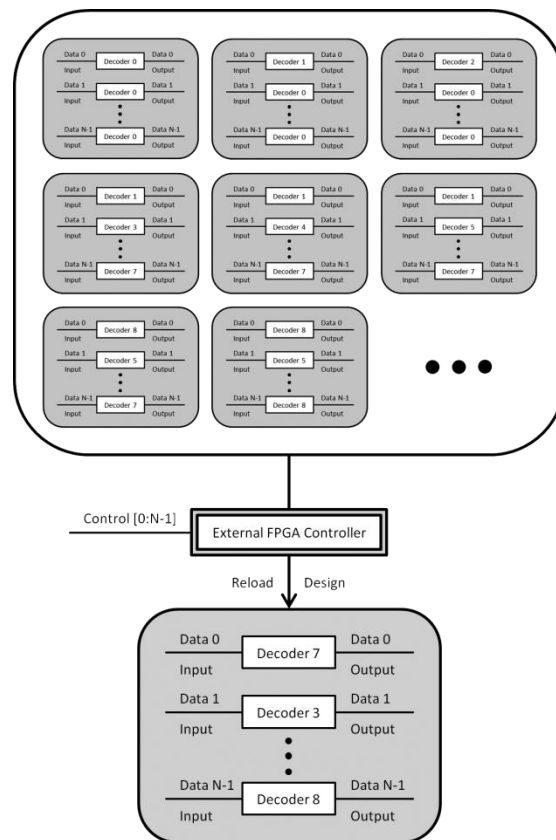 Data 0 Decoder 0 Data 0
Input Output
Data 1 Decoder 0 Data 1
Input Output
Data N-1 Decoder 0 Data N-1
Input Output
Data 0 Decoder 1 Data 0
Input Output
Data 1 Decoder 0 Data 1
Input Output
Data N-1 Decoder 0 Data N-1
Input Output
Data 0 Decoder 2 Data 0
Input Output
Data 1 Decoder 0 Data 1
Input Output
Data N-1 Decoder 0 Data N-1
Input Output
Data 0 Decoder 1 Data 0
Input Output
Data 1 Decoder 3 Data 1
Input Output
Data N-1 Decoder 7 Data N-1
Input Output
Data 0 Decoder 1 Data 0
Input Output
Data 1 Decoder 4 Data 1
Input Output
Data N-1 Decoder 7 Data N-1
Input Output
Data 0 Decoder 1 Data 0
Input Output
Data 1 Decoder 5 Data 1
Input Output
Data N-1 Decoder 7 Data N-1
Input Output
Data 0 Decoder 8 Data 0
Input Output
Data 1 Decoder 5 Data 1
Input Output
Data N-1 Decoder 7 Data N-1
Input Output
Data 0 Decoder 8 Data 0
Input Output
Data 1 Decoder 5 Data 1
Input Output
Data N-1 Decoder 8 Data N-1
Input Output
Control [0:N-1]
External FPGA Controller
Reload Design
Data 0 Decoder 7 Data 0
Input Output
Data 1 Decoder 3 Data 1
Input Output
Data N-1 Decoder 8 Data N-1
Input Output